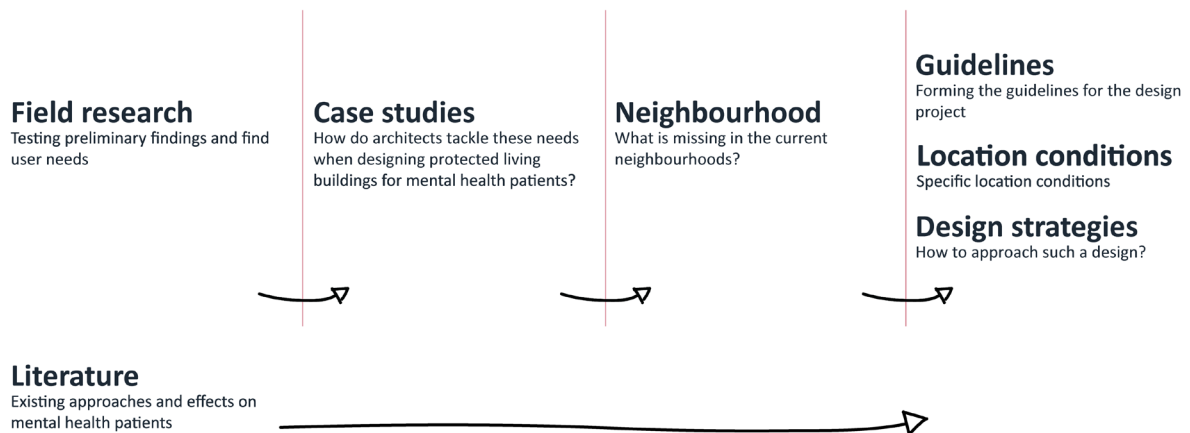 Field research
Testing preliminary findings and find
user needs
Case studies
How do architects tackle these needs
when designing protected living
buildings for mental health patients?
Neighbourhood
What is missing in the current
neighbourhoods?
Guidelines
Forming the guidelines for the design
project
Location conditions
Specific location conditions
Design strategies
How to approach such a design?
Literature
Existing approaches and effects on
mental health patients